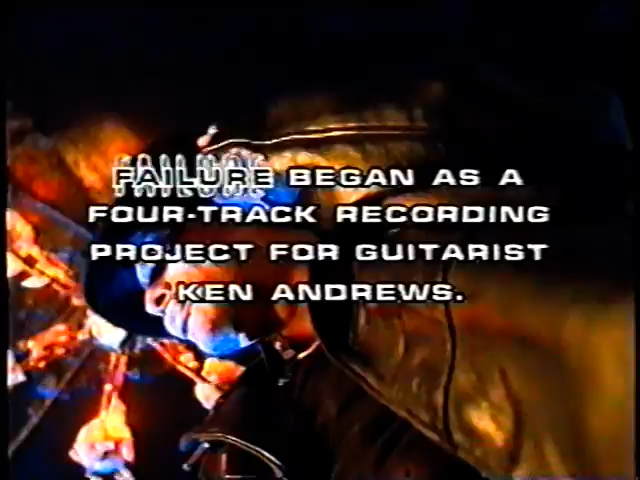 FAILURE BEGAN AS A
FOUR-TRACK RECORDING
PROJECT FOR GUITARIST
KEN ANDREWS.